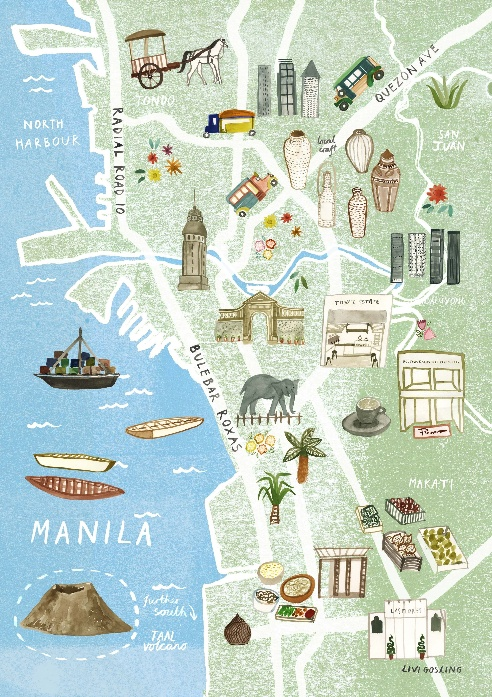 TONDO
QUEZON AVE
NORTH
HARBOUR
RADIAL ROAD 10
local
craft
SAN
JUAN
BULEBAR ROXAS
MAKATI
MANILA
further
south
TAAL
volcano
LIVI GOSLING